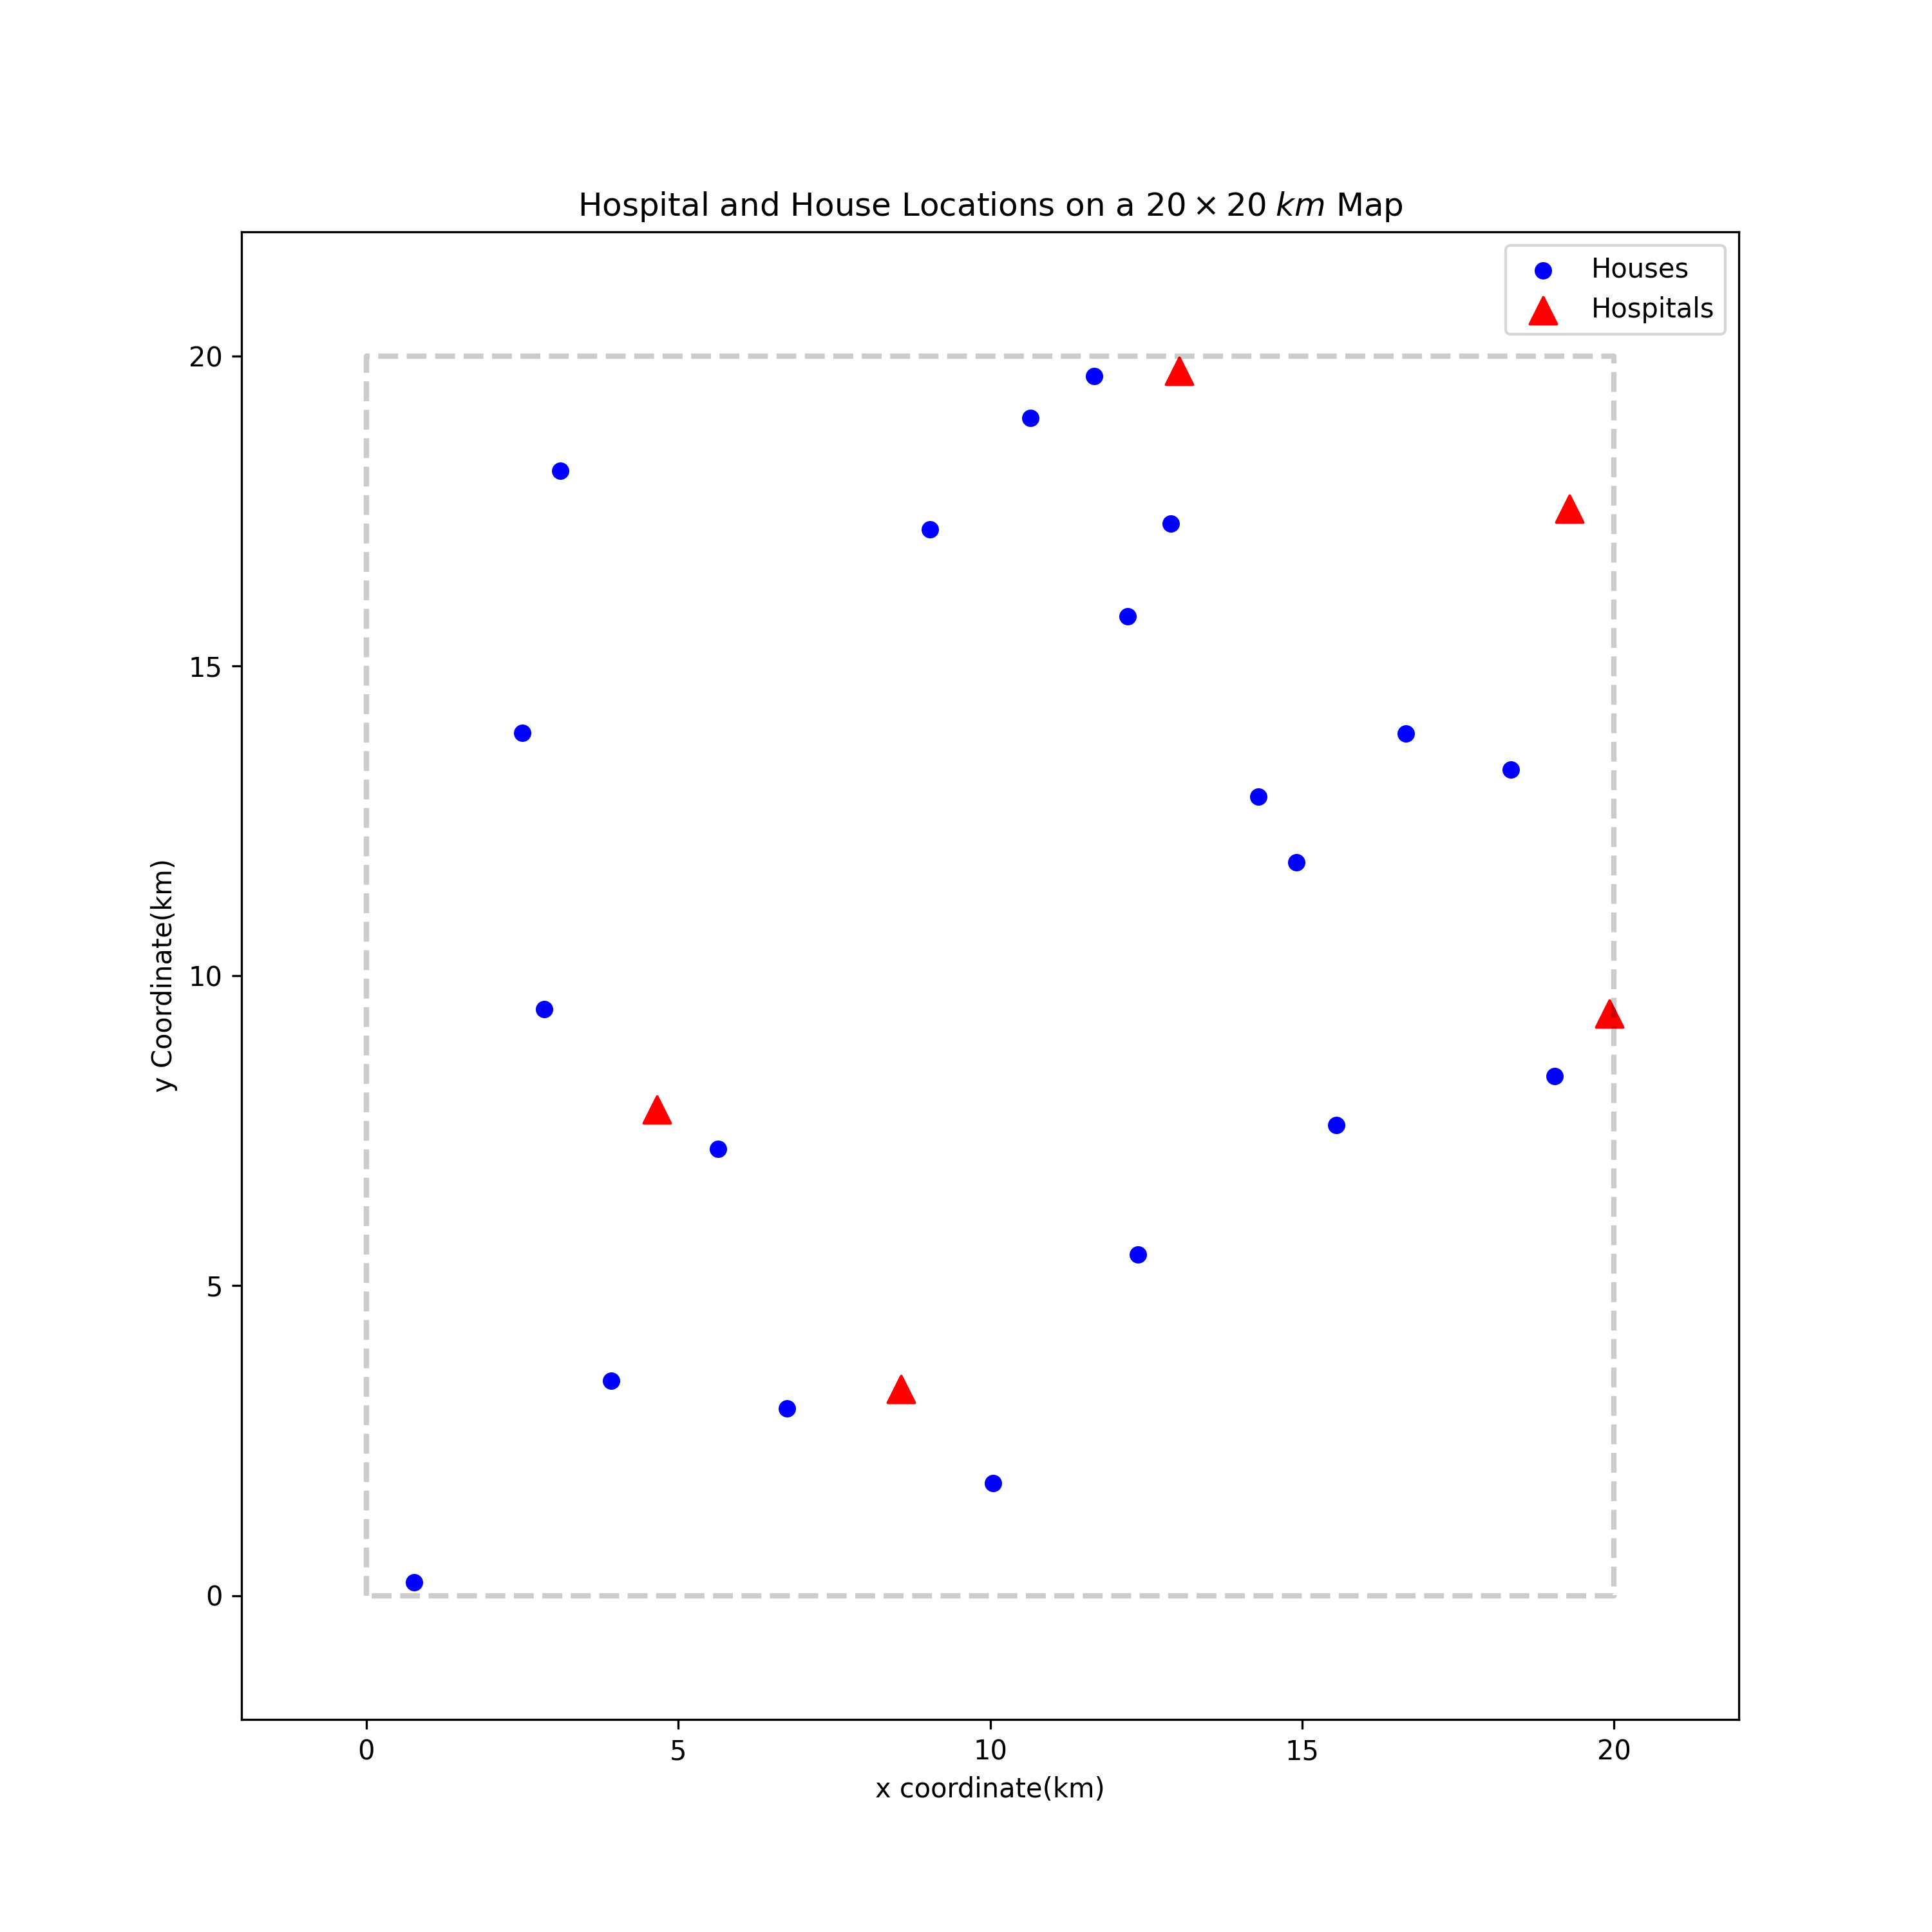 Hospital and House Locations on a 20 × 20 km Map
Houses
Hospitals
20
15
10
5
0
y Coordinate(km)
0 5 10 15 20
x coordinate(km)